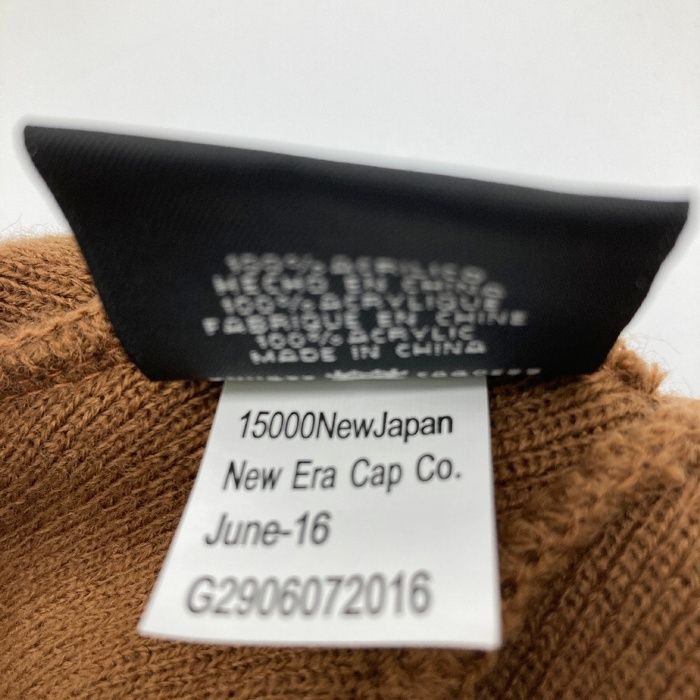 100% ACRILICO
HECHO EN CHINA
100% ACRYLIQUE
FABRIQUE EN CHINE
100% ACRYLIC
MADE IN CHINA
15000NewJapan
New Era Cap Co.
June-16
G2906072016